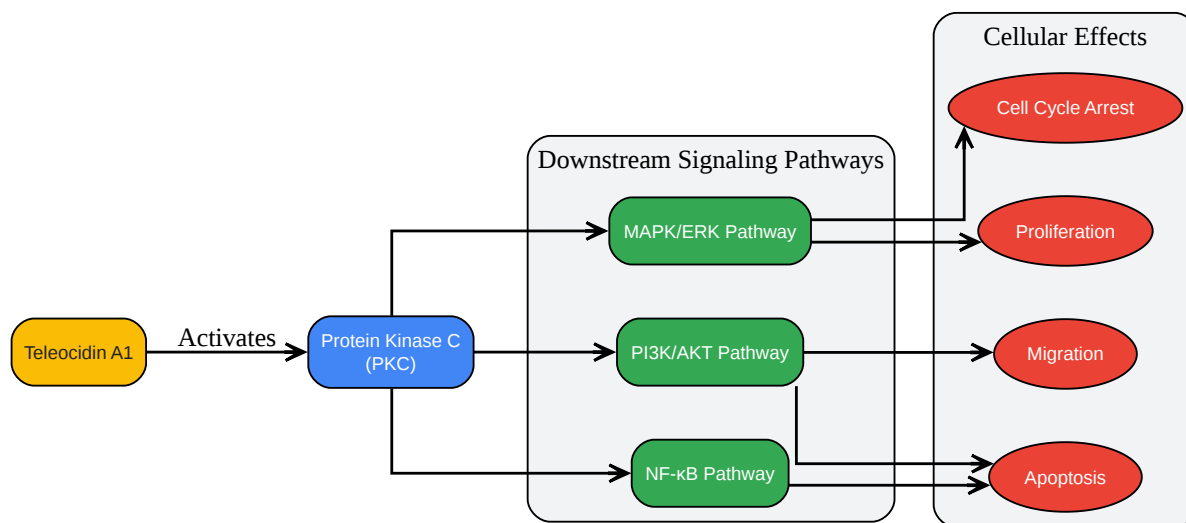 Cellular Effects
Cell Cycle Arrest
Downstream Signaling Pathways
MAPK/ERK Pathway
Proliferation
Teleocidin A1
Activates
Protein Kinase C
(PKC)
PI3K/AKT Pathway
Migration
NF-κB Pathway
Apoptosis